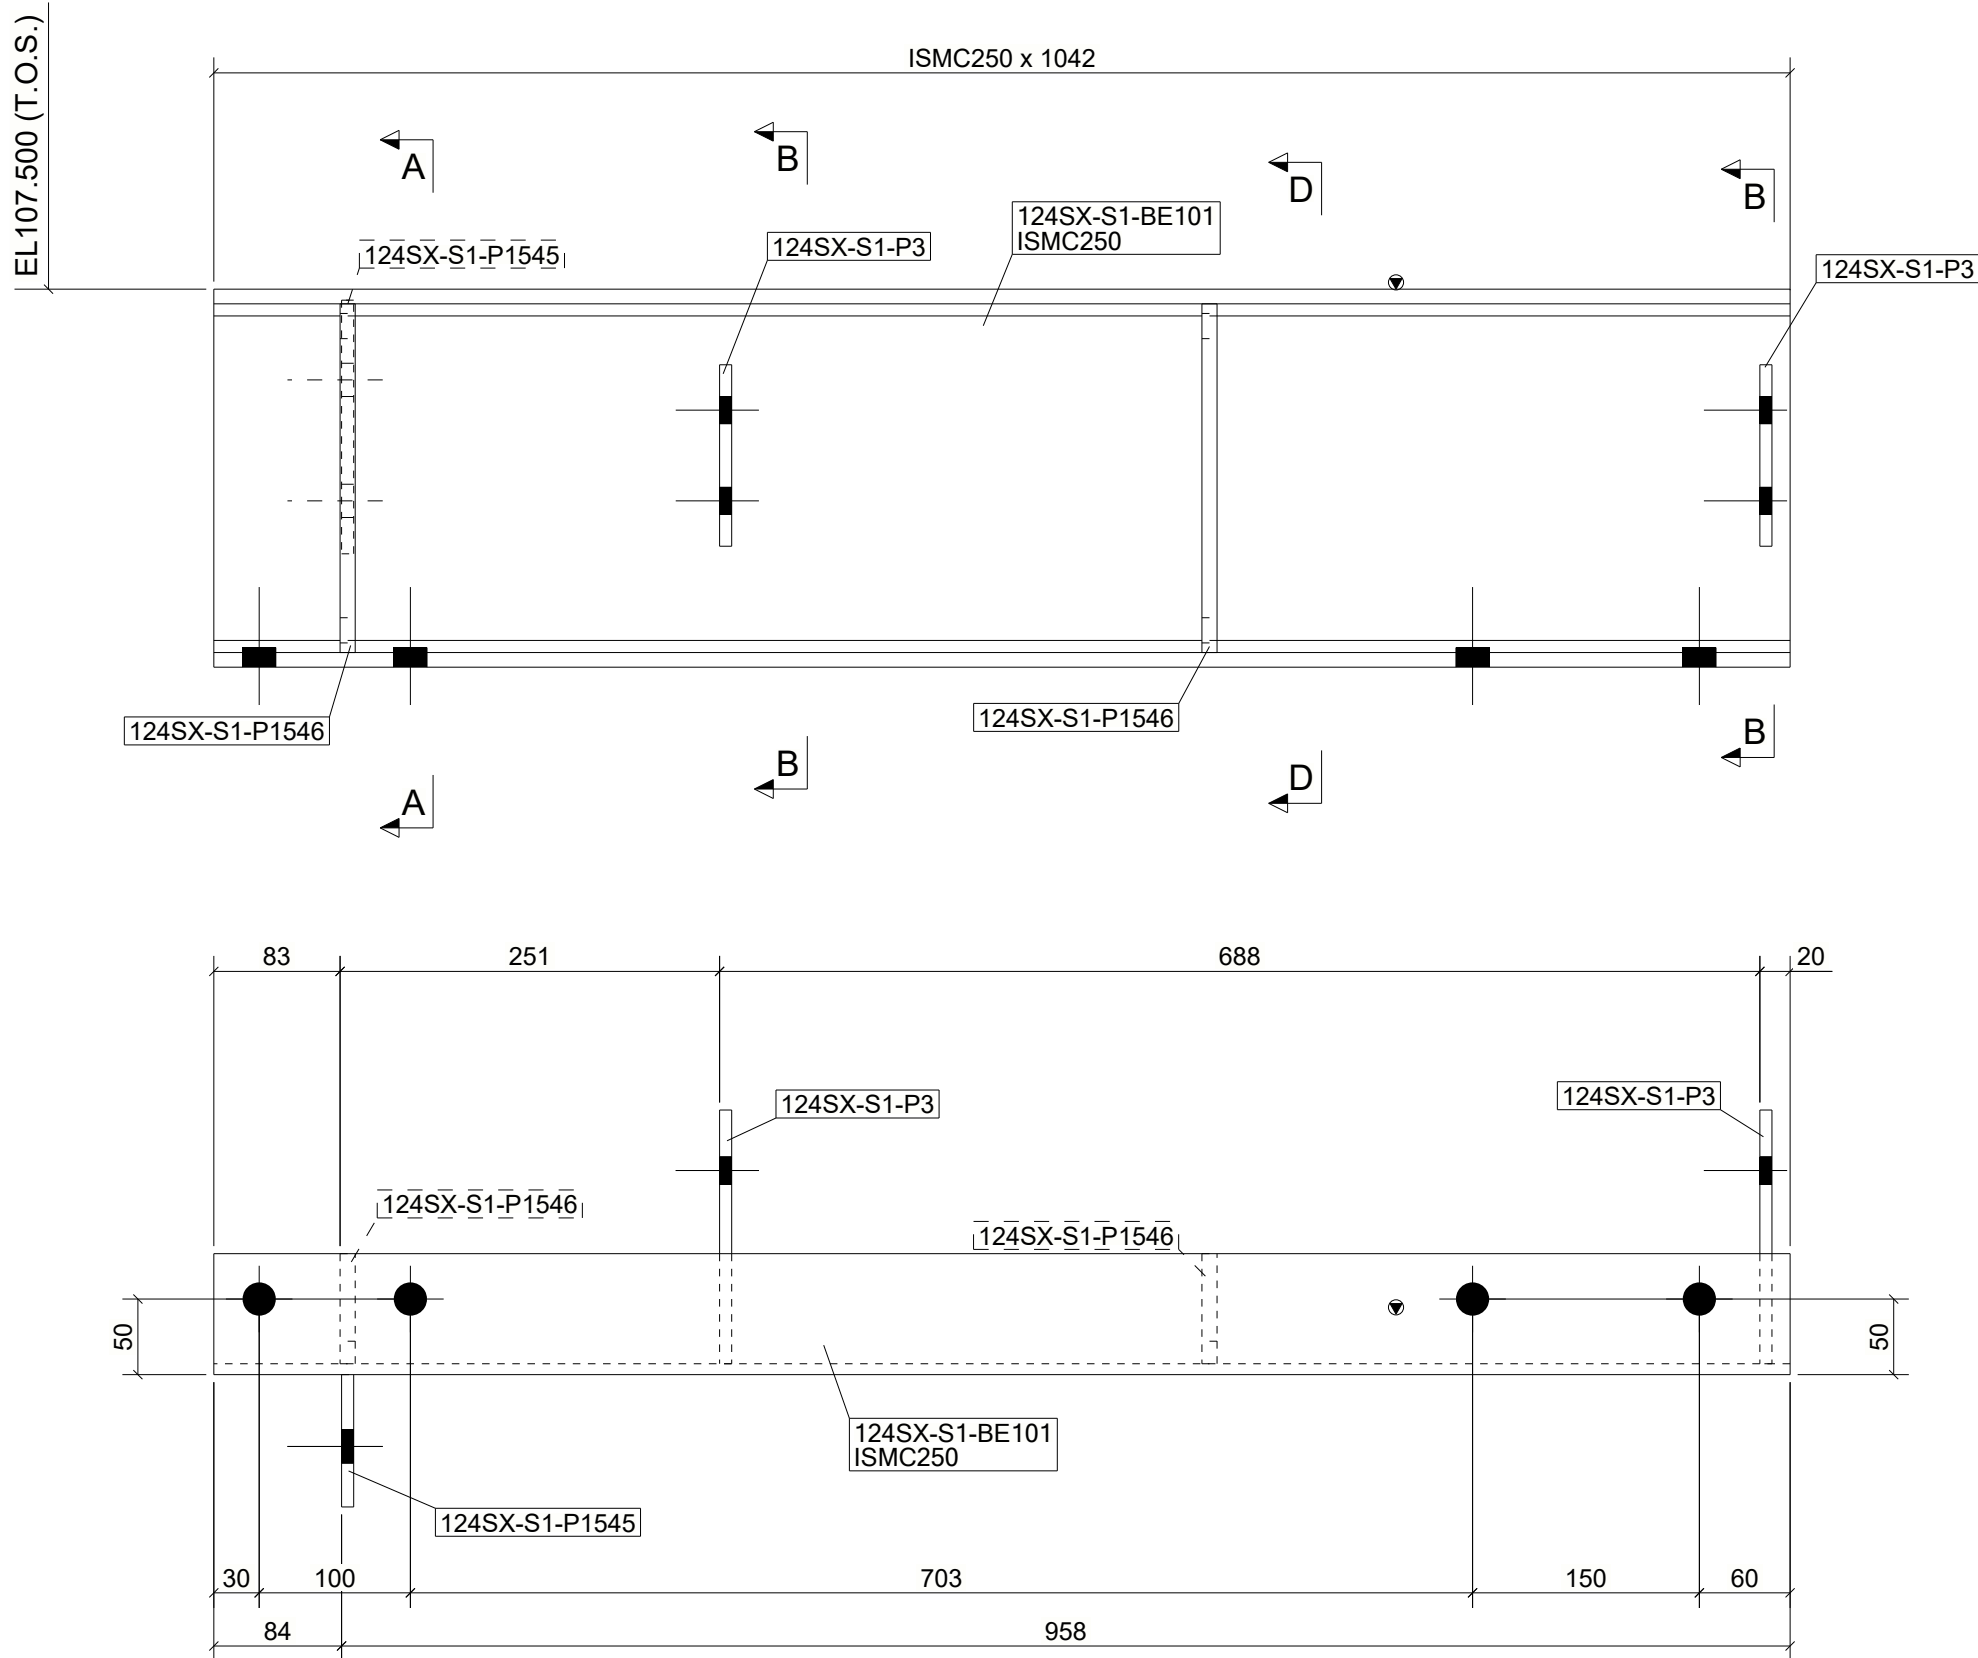 EL107.500 (T.O.S.)
ISMC250 x 1042
A
B
D
B
124SX-S1-P1545
124SX-S1-P3
124SX-S1-BE101
ISMC250
124SX-S1-P3
124SX-S1-P1546
124SX-S1-P1546
A
B
D
B
83
251
688
20
124SX-S1-P3
124SX-S1-P3
124SX-S1-P1546
124SX-S1-P1546
50
50
124SX-S1-BE101
ISMC250
124SX-S1-P1545
30
100
703
150
60
84
958